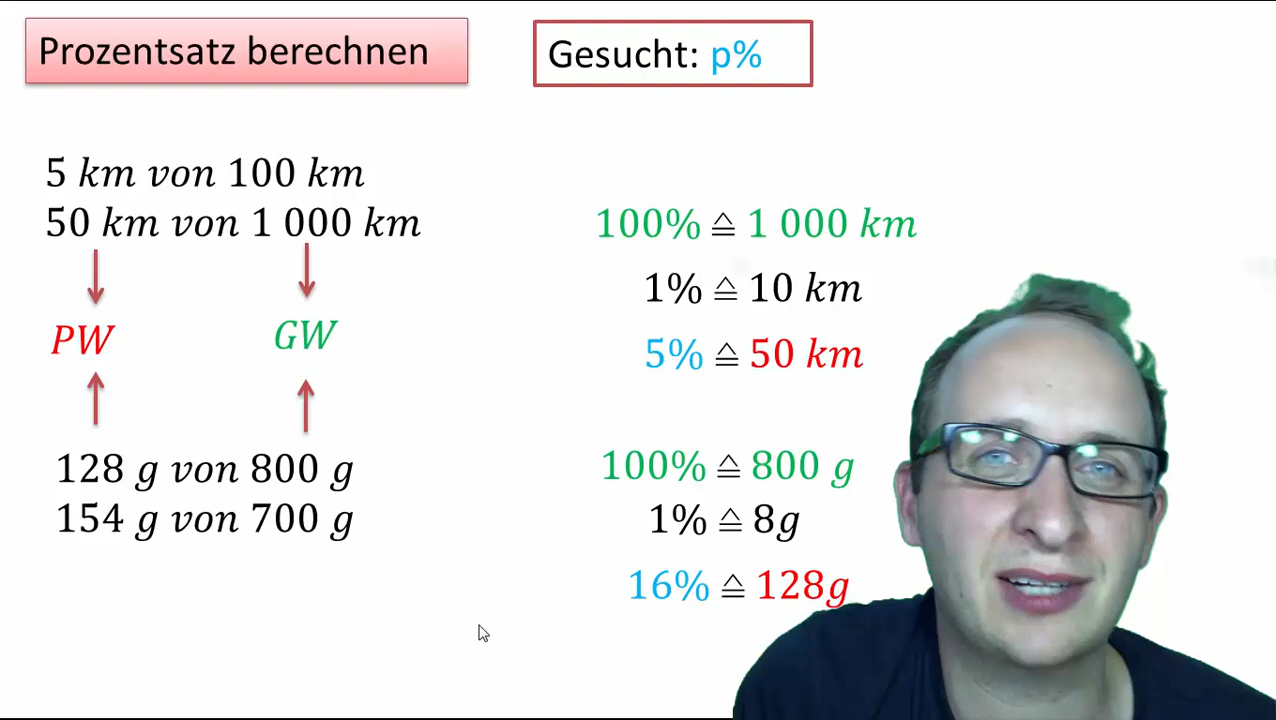 Prozentsatz berechnen
Gesucht: p%
5 km von 100 km
50 km von 1 000 km
PW
GW
128 g von 800 g
154 g von 700 g
100% ≙ 1 000 km
1% ≙ 10 km
5% ≙ 50 km
100% ≙ 800 g
1% ≙ 8g
16% ≙ 128g